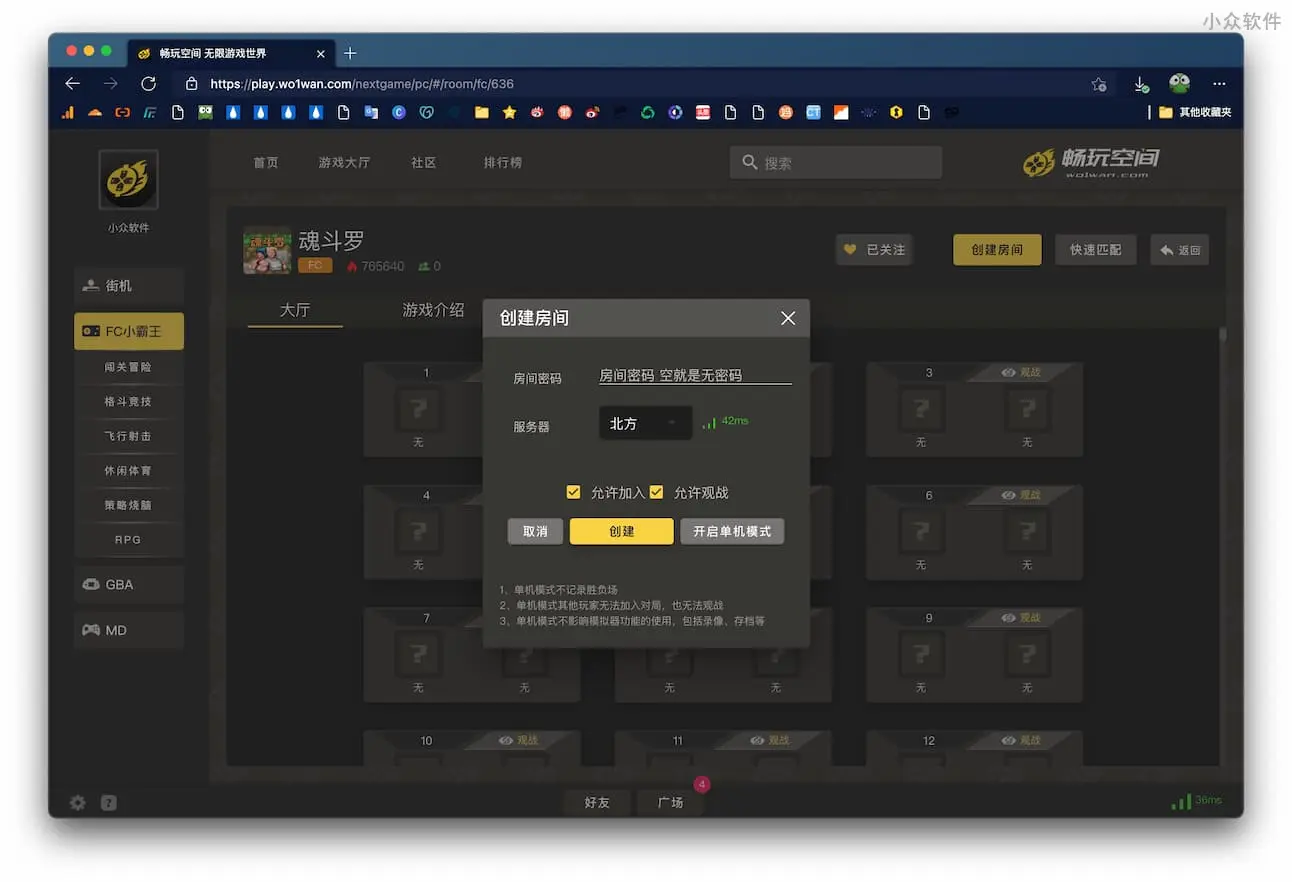 小众软件
畅玩空间 无限游戏世界
https://play.wo1wan.com/nextgame/pc/#/room/fc/636
其他收藏夹
首页 游戏大厅 社区 排行榜 搜索
畅玩空间
wo1wan.com
小众软件
魂斗罗
FC 765640 0
已关注 创建房间 快速匹配 返回
街机
FC小霸王
闯关冒险
格斗竞技
飞行射击
休闲体育
策略烧脑
RPG
GBA
MD
大厅 游戏介绍
创建房间
房间密码 房间密码 空就是无密码
服务器 北方 42ms
允许加入 允许观战
取消 创建 开启单机模式
1、单机模式不记录胜负场
2、单机模式其他玩家无法加入对局，也无法观战
3、单机模式不影响模拟器功能的使用，包括录像、存档等
1 3 观战
无 无 无
4 6 观战
无 无 无
7 9 观战
无 无 无 无 无 无
10 观战 11 观战 12 观战
好友 广场 4
36ms